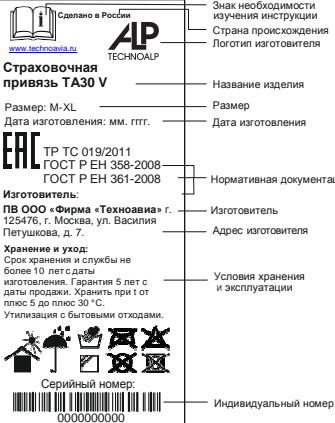 Сделано в России
i
ALP
TECHNOALP
www.technoavia.ru
Страховочная
привязь TA30 V
Размер: M-XL
Дата изготовления: мм. гггг.
ЕАС
ТР ТС 019/2011
ГОСТ Р ЕН 358-2008
ГОСТ Р ЕН 361-2008
Изготовитель:
ПВ ООО «Фирма «Техноавиа» г.
125476, г. Москва, ул. Василия
Петушкова, д. 7.
Хранение и уход:
Срок хранения и службы не
более 10 лет с даты
изготовления. Гарантия 5 лет с
даты продажи. Хранить при t от
плюс 5 до плюс 30 °С.
Утилизация с бытовыми отходами.
Серийный номер:
0000000000
Знак необходимости
изучения инструкции
Страна происхождения
Логотип изготовителя
Название изделия
Размер
Дата изготовления
Нормативная документац
Изготовитель
Адрес изготовителя
Условия хранения
и эксплуатации
Индивидуальный номер